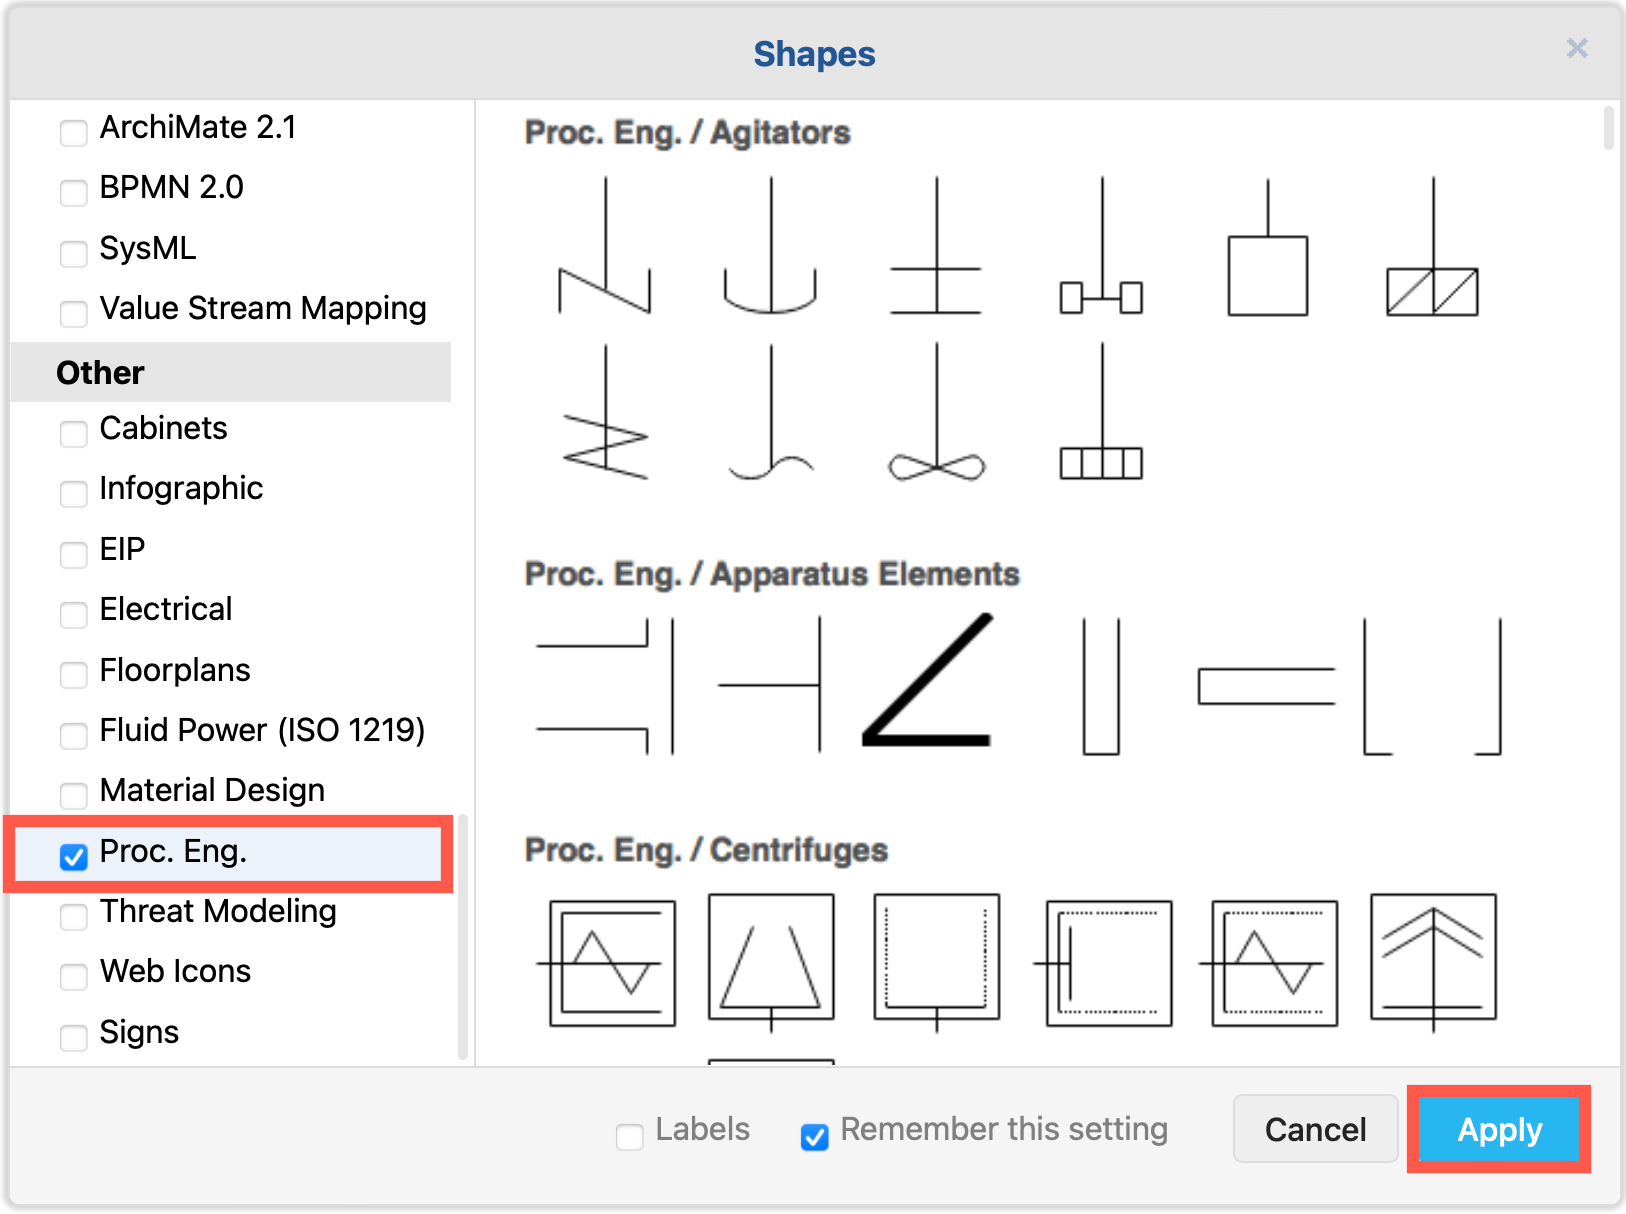 Shapes
ArchiMate 2.1
BPMN 2.0
SysML
Value Stream Mapping
Other
Cabinets
Infographic
EIP
Electrical
Floorplans
Fluid Power (ISO 1219)
Material Design
Proc. Eng.
Threat Modeling
Web Icons
Signs
Proc. Eng. / Agitators
Proc. Eng. / Apparatus Elements
Proc. Eng. / Centrifuges
Labels
Remember this setting
Cancel
Apply